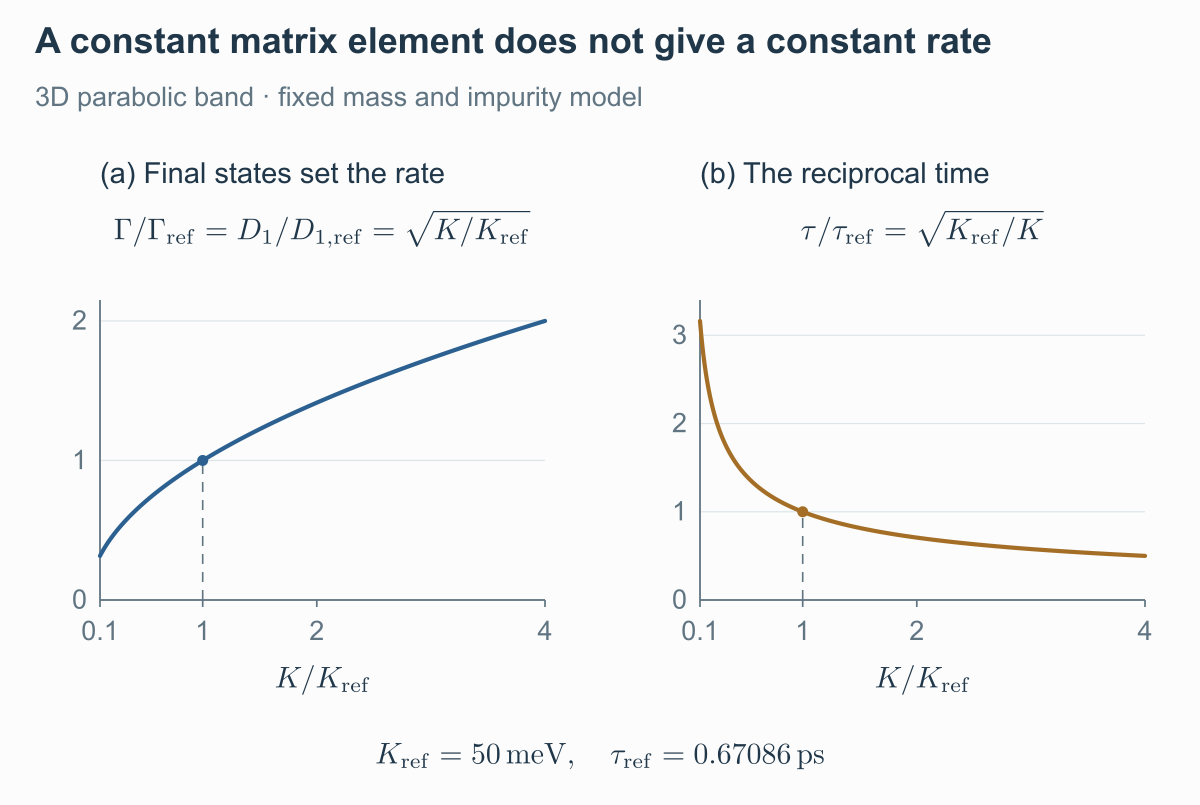 A constant matrix element does not give a constant rate
3D parabolic band · fixed mass and impurity model
(a) Final states set the rate
Γ/Γ_ref = D_1/D_{1,ref} = √(K/K_ref)
2
1
0
0.1 1 2 4
K/K_ref
(b) The reciprocal time
τ/τ_ref = √(K_ref/K)
3
2
1
0
0.1 1 2 4
K/K_ref
K_ref = 50 meV, τ_ref = 0.67086 ps